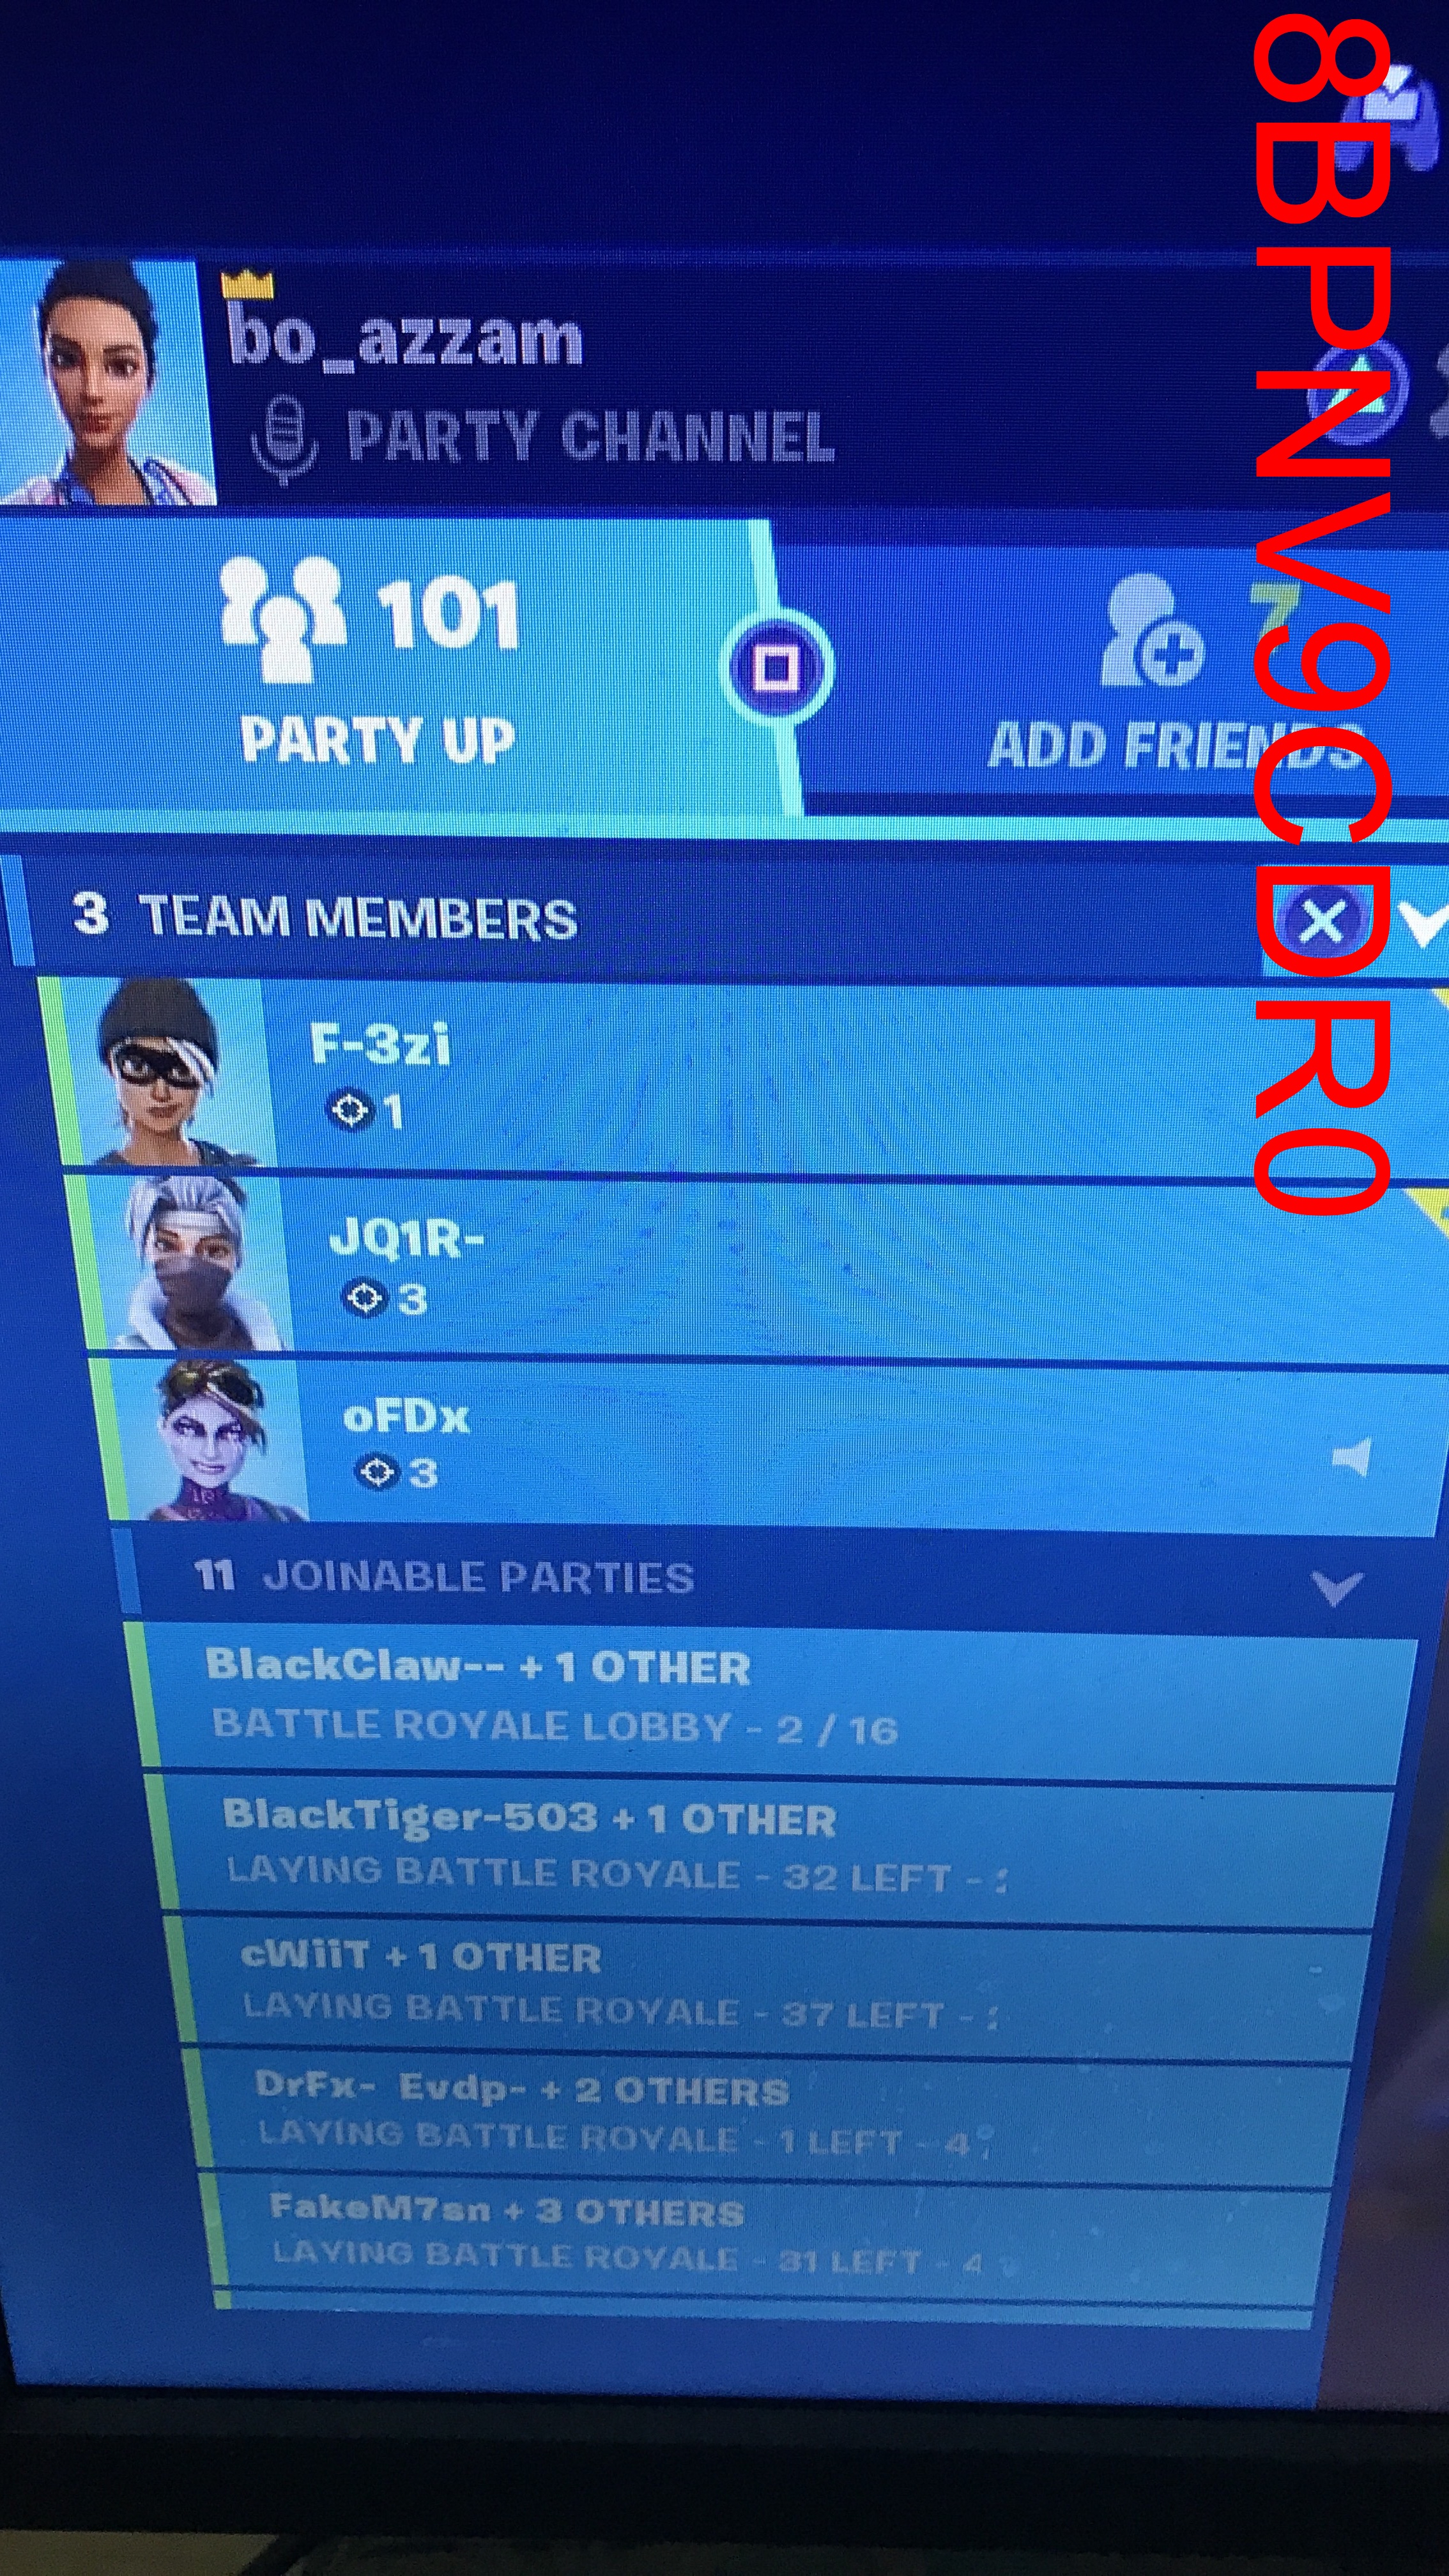 bo_azzam
PARTY CHANNEL
101
PARTY UP
7
ADD FRIENDS
3 TEAM MEMBERS
F-3zi
1
JQ1R-
3
oFDx
3
11 JOINABLE PARTIES
BlackClaw-- + 1 OTHER
BATTLE ROYALE LOBBY - 2 / 16
BlackTiger-503 + 1 OTHER
LAYING BATTLE ROYALE - 32 LEFT -
cWiiT + 1 OTHER
LAYING BATTLE ROYALE - 37 LEFT -
DrFx- Evdp- + 2 OTHERS
LAYING BATTLE ROYALE - 1 LEFT - 4
FakeM7sn + 3 OTHERS
LAYING BATTLE ROYALE - 31 LEFT - 4
8BPNV9CDR0